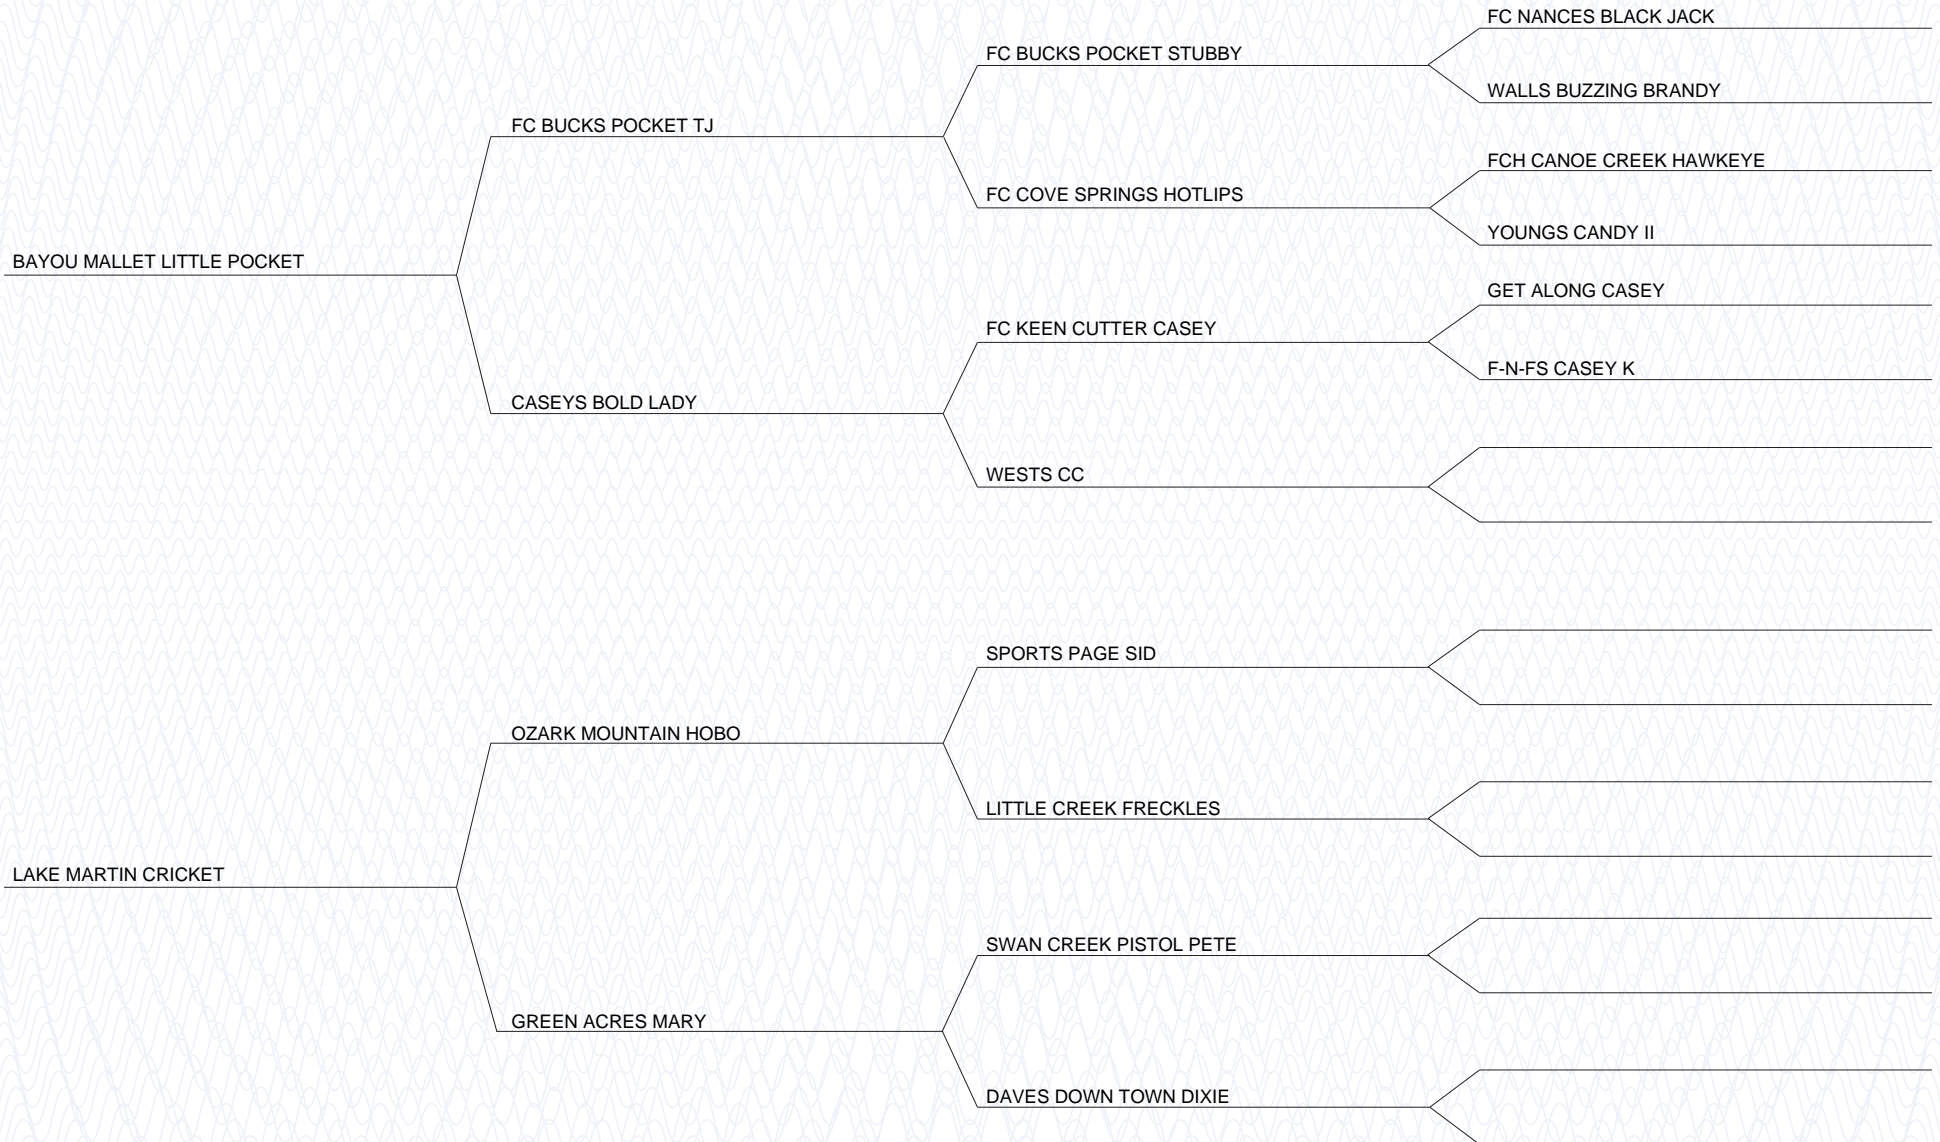 FC NANCES BLACK JACK
FC BUCKS POCKET STUBBY
WALLS BUZZING BRANDY
FC BUCKS POCKET TJ
FCH CANOE CREEK HAWKEYE
FC COVE SPRINGS HOTLIPS
YOUNGS CANDY II
BAYOU MALLET LITTLE POCKET
GET ALONG CASEY
FC KEEN CUTTER CASEY
F-N-FS CASEY K
CASEYS BOLD LADY
WESTS CC
SPORTS PAGE SID
OZARK MOUNTAIN HOBO
LITTLE CREEK FRECKLES
LAKE MARTIN CRICKET
SWAN CREEK PISTOL PETE
GREEN ACRES MARY
DAVES DOWN TOWN DIXIE